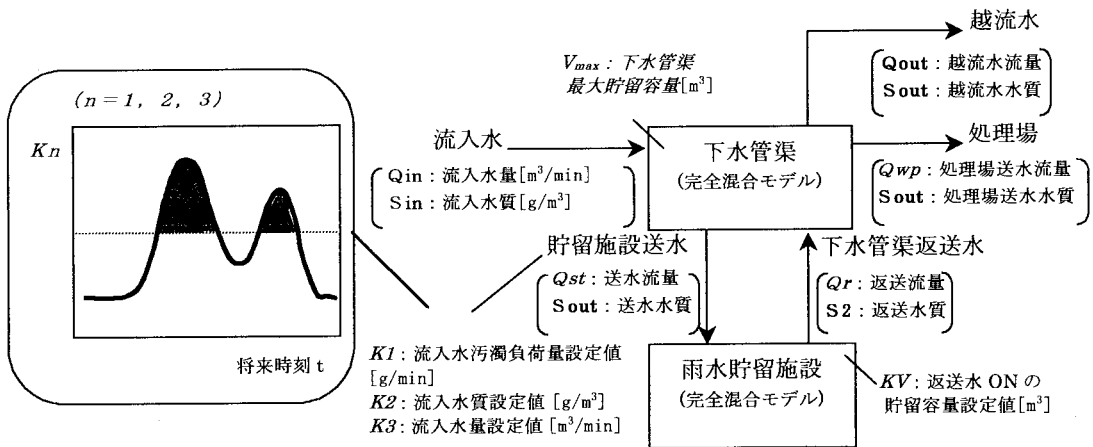 (n＝1, 2, 3)
Kn
将来時刻 t
流入水
Qin：流入水量[m³/min]
Sin：流入水質[g/m³]
Vmax：下水管渠
最大貯留容量[m³]
下水管渠
(完全混合モデル)
越流水
Qout：越流水流量
Sout：越流水水質
処理場
Qwp：処理場送水流量
Sout：処理場送水水質
貯留施設送水
Qst：送水流量
Sout：送水水質
下水管渠返送水
Qr：返送流量
S2：返送水質
K1：流入水汚濁負荷量設定値
[g/min]
K2：流入水質設定値 [g/m³]
K3：流入水量設定値 [m³/min]
雨水貯留施設
(完全混合モデル)
KV：返送水 ON の
貯留容量設定値[m³]